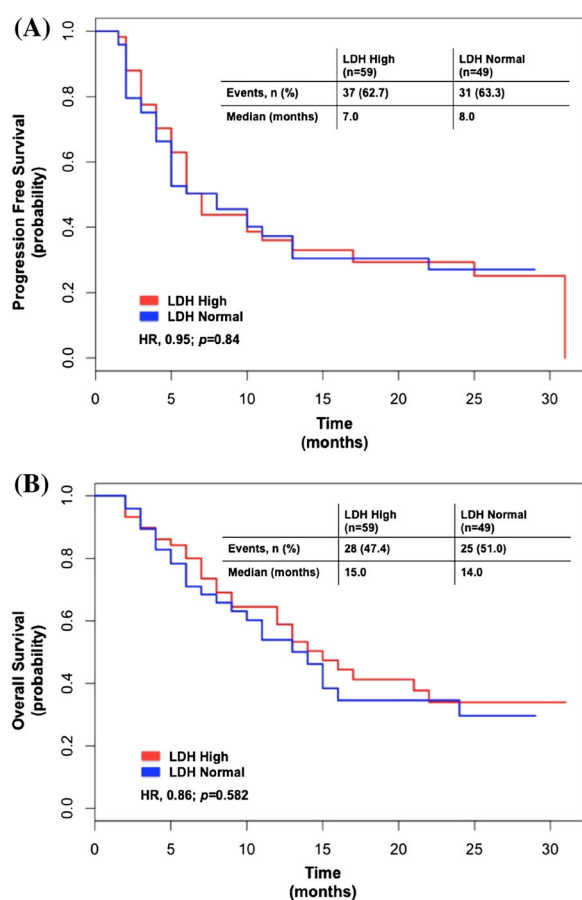 (A)
Progression Free Survival
(probability)
1.0
0.8
0.6
0.4
0.2
0.0
LDH High
(n=59)
LDH Normal
(n=49)
Events, n (%) 37 (62.7) 31 (63.3)
Median (months) 7.0 8.0
LDH High
LDH Normal
HR, 0.95; p=0.84
0 5 10 15 20 25 30
Time
(months)
(B)
Overall Survival
(probability)
1.0
0.8
0.6
0.4
0.2
0.0
LDH High
(n=59)
LDH Normal
(n=49)
Events, n (%) 28 (47.4) 25 (51.0)
Median (months) 15.0 14.0
LDH High
LDH Normal
HR, 0.86; p=0.582
0 5 10 15 20 25 30
Time
(months)